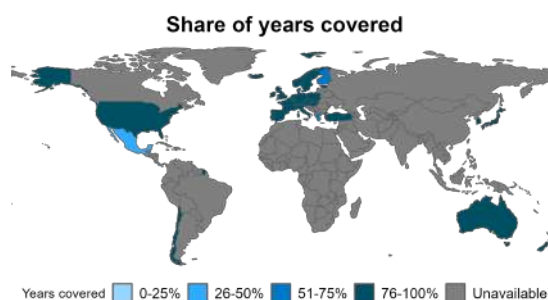 Share of years covered
Years covered 0-25% 26-50% 51-75% 76-100% Unavailable